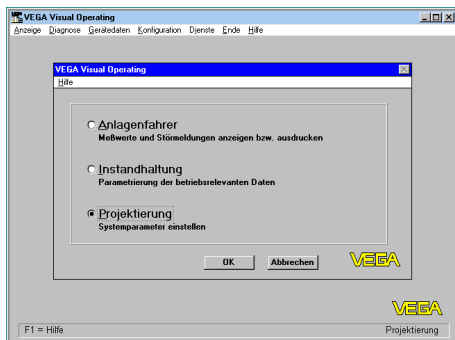 VEGA Visual Operating
Anzeige Diagnose Gerätedaten Konfiguration Dienste Ende Hilfe
VEGA Visual Operating
Hilfe
Anlagenfahrer
Meßwerte und Störmeldungen anzeigen bzw. ausdrucken
Instandhaltung
Parametrierung der betriebsrelevanten Daten
Projektierung
Systemparameter einstellen
OK Abbrechen VEGA
VEGA
F1 = Hilfe Projektierung